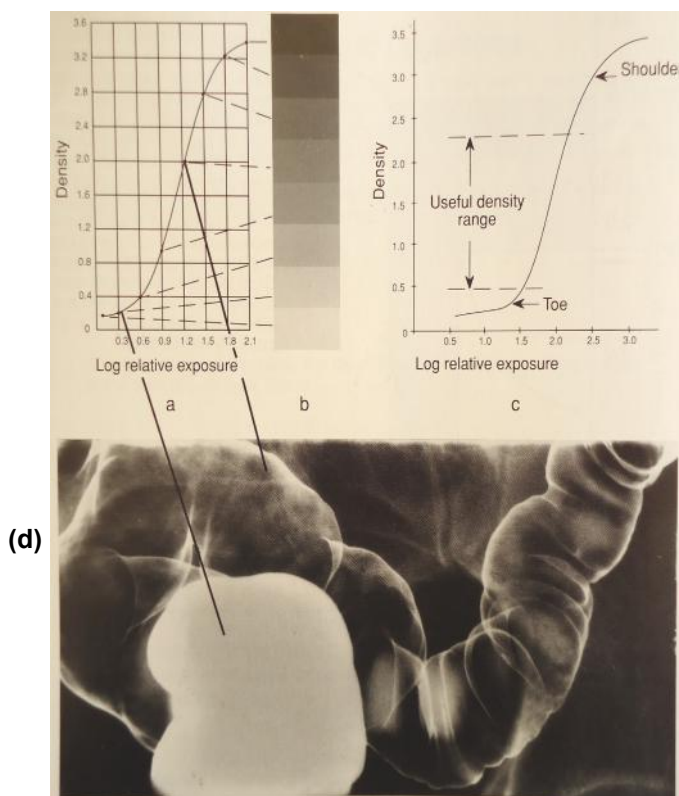 3.6
3.2
2.8
2.4
2.0
1.6
1.2
0.8
0.4
0
Density
0.3 0.6 0.9 1.2 1.5 1.8 2.1
Log relative exposure
a
b
3.5
3.0
2.5
2.0
1.5
1.0
0.5
0
Density
Shoulde
Useful density
range
Toe
0.5 1.0 1.5 2.0 2.5 3.0
Log relative exposure
c
(d)